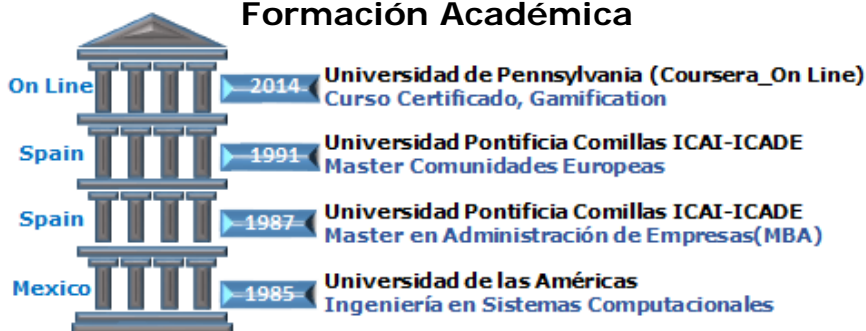 Formación Académica
On Line
2014
Universidad de Pennsylvania (Coursera_On Line)
Curso Certificado, Gamification
Spain
1991
Universidad Pontificia Comillas ICAI-ICADE
Master Comunidades Europeas
Spain
1987
Universidad Pontificia Comillas ICAI-ICADE
Master en Administración de Empresas(MBA)
Mexico
1985
Universidad de las Américas
Ingeniería en Sistemas Computacionales